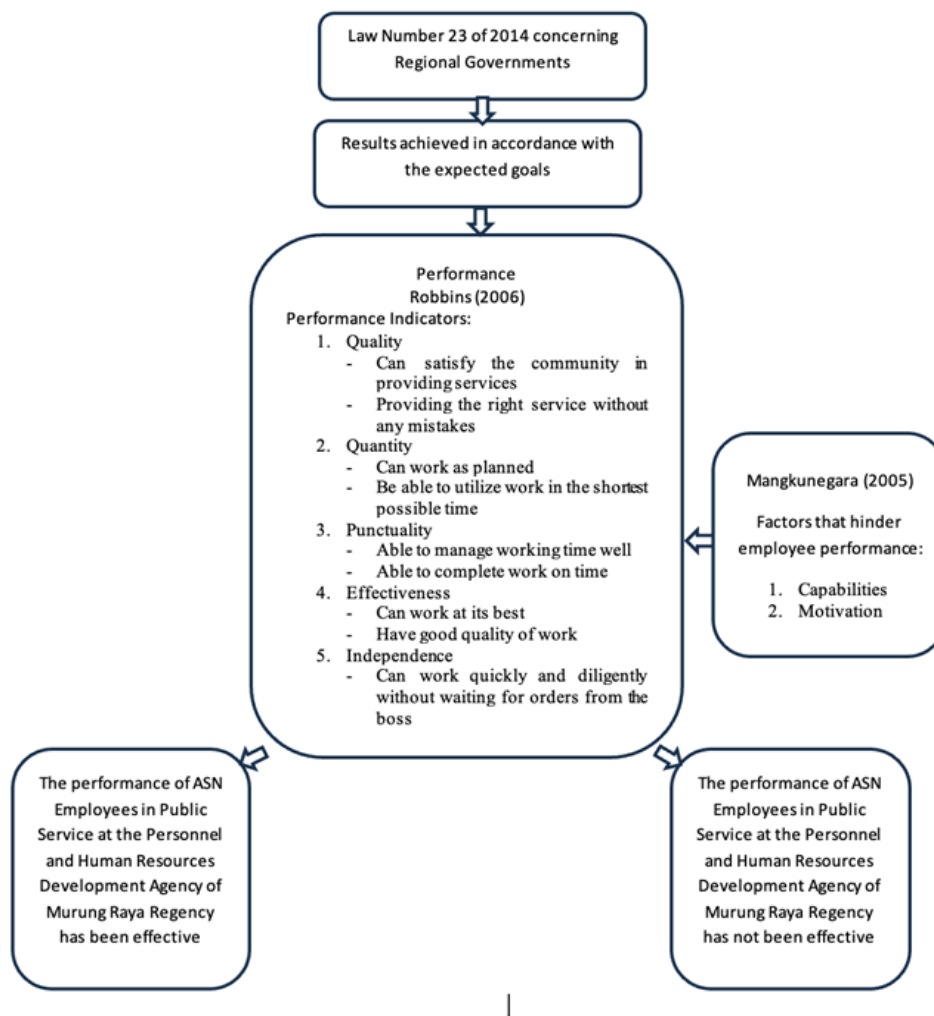 Law Number 23 of 2014 concerning
Regional Governments
Results achieved in accordance with
the expected goals
Performance
Robbins (2006)
Performance Indicators:
1. Quality
- Can satisfy the community in
providing services
- Providing the right service without
any mistakes
2. Quantity
- Can work as planned
- Be able to utilize work in the shortest
possible time
3. Punctuality
- Able to manage working time well
- Able to complete work on time
4. Effectiveness
- Can work at its best
- Have good quality of work
5. Independence
- Can work quickly and diligently
without waiting for orders from the
boss
Mangkunegara (2005)
Factors that hinder
employee performance:
1. Capabilities
2. Motivation
The performance of ASN
Employees in Public
Service at the Personnel
and Human Resources
Development Agency of
Murung Raya Regency
has been effective
The performance of ASN
Employees in Public
Service at the Personnel
and Human Resources
Development Agency of
Murung Raya Regency
has not been effective